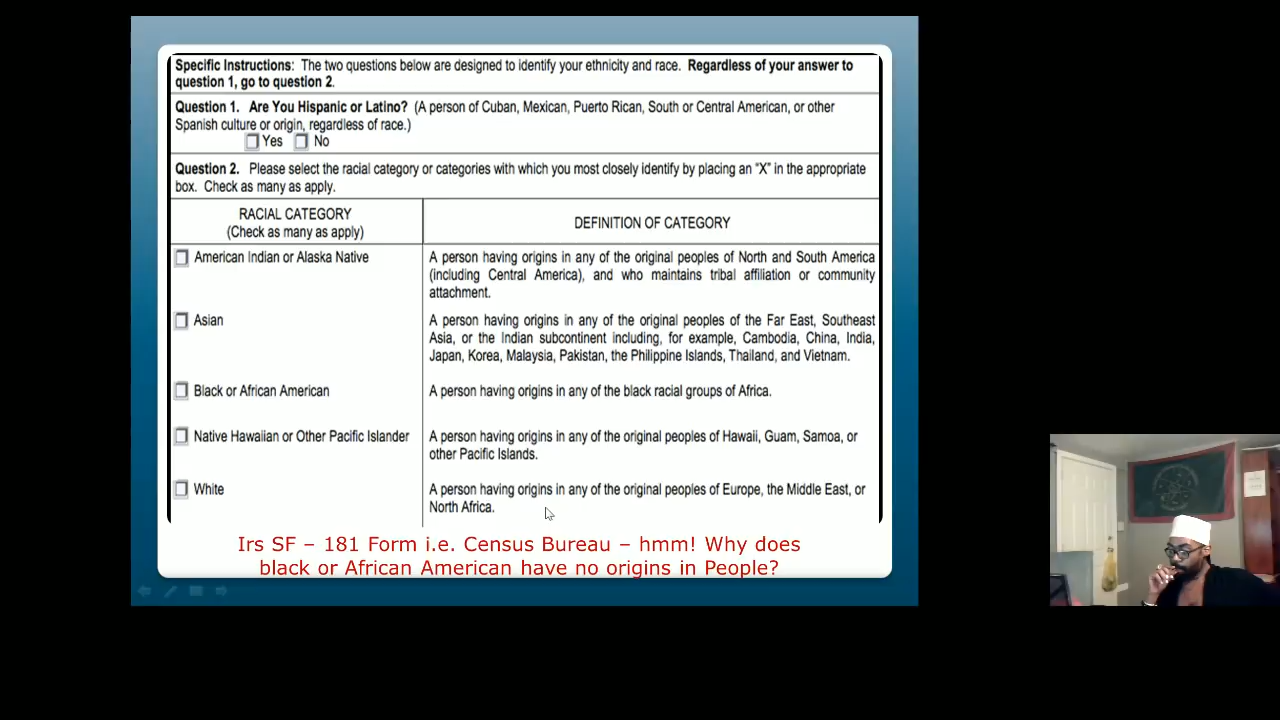 Specific Instructions: The two questions below are designed to identify your ethnicity and race. Regardless of your answer to
question 1, go to question 2.
Question 1. Are You Hispanic or Latino? (A person of Cuban, Mexican, Puerto Rican, South or Central American, or other
Spanish culture or origin, regardless of race.)
Yes No
Question 2. Please select the racial category or categories with which you most closely identify by placing an “X” in the appropriate
box. Check as many as apply.
RACIAL CATEGORY
(Check as many as apply)
DEFINITION OF CATEGORY
American Indian or Alaska Native
A person having origins in any of the original peoples of North and South America
(including Central America), and who maintains tribal affiliation or community
attachment.
Asian
A person having origins in any of the original peoples of the Far East, Southeast
Asia, or the Indian subcontinent including, for example, Cambodia, China, India,
Japan, Korea, Malaysia, Pakistan, the Philippine Islands, Thailand, and Vietnam.
Black or African American
A person having origins in any of the black racial groups of Africa.
Native Hawaiian or Other Pacific Islander
A person having origins in any of the original peoples of Hawaii, Guam, Samoa, or
other Pacific Islands.
White
A person having origins in any of the original peoples of Europe, the Middle East, or
North Africa.
Irs SF – 181 Form i.e. Census Bureau – hmm! Why does
black or African American have no origins in People?